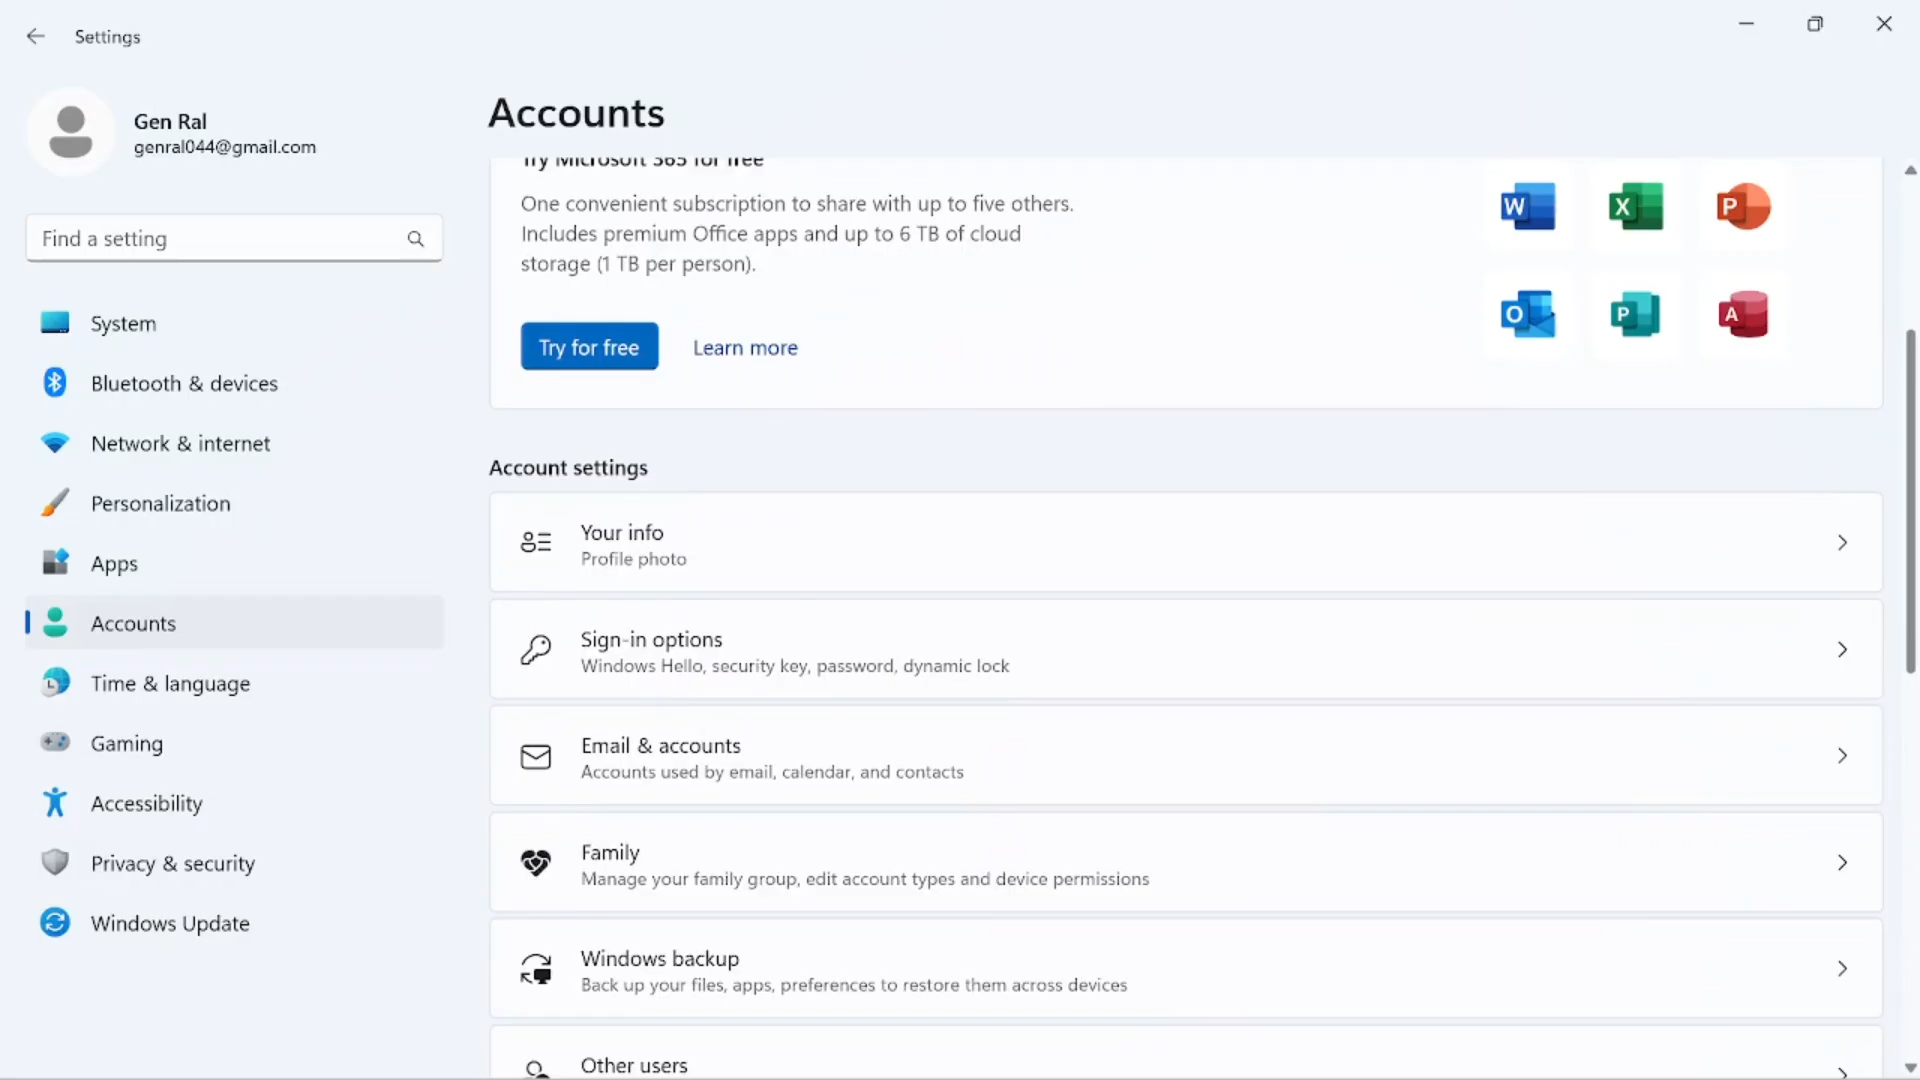 Settings
Gen Ral
genral044@gmail.com
Find a setting
System
Bluetooth & devices
Network & internet
Personalization
Apps
Accounts
Time & language
Gaming
Accessibility
Privacy & security
Windows Update
Accounts
Try Microsoft 365 for free
One convenient subscription to share with up to five others.
Includes premium Office apps and up to 6 TB of cloud
storage (1 TB per person).
Try for free
Learn more
W
X
P
O
P
A
Account settings
Your info
Profile photo
Sign-in options
Windows Hello, security key, password, dynamic lock
Email & accounts
Accounts used by email, calendar, and contacts
Family
Manage your family group, edit account types and device permissions
Windows backup
Back up your files, apps, preferences to restore them across devices
Other users